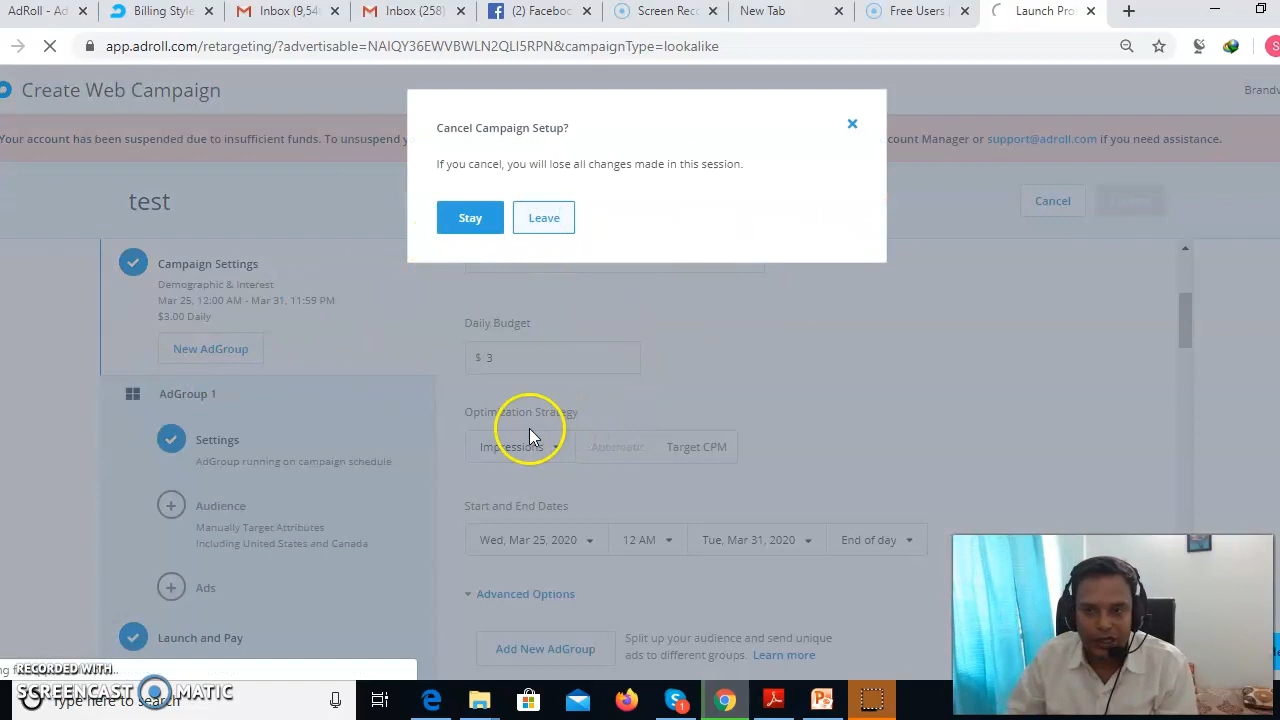 AdRoll - Ad
Billing Style
Inbox (9,54
Inbox (258)
(2) Faceboo
Screen Rec
New Tab
Free Users |
Launch Pro
app.adroll.com/retargeting/?advertisable=NAIQY36EWVBWLN2QLI5RPN&campaignType=lookalike
Create Web Campaign
Brandv
Your account has been suspended due to insufficient funds. To unsuspend y
ccount Manager or support@adroll.com if you need assistance.
Cancel Campaign Setup?
If you cancel, you will lose all changes made in this session.
Stay
Leave
test
Cancel
Campaign Settings
Demographic & Interest
Mar 25, 12:00 AM - Mar 31, 11:59 PM
$3.00 Daily
New AdGroup
AdGroup 1
Settings
AdGroup running on campaign schedule
Audience
Manually Target Attributes
Including United States and Canada
Ads
Launch and Pay
Daily Budget
$ 3
Optimization Strategy
Impressions
Automatic
Target CPM
Start and End Dates
Wed, Mar 25, 2020
12 AM
Tue, Mar 31, 2020
End of day
Advanced Options
Add New AdGroup
Split up your audience and send unique
ads to different groups. Learn more
RECORDED WITH
SCREENCAST MATIC
Type here to search